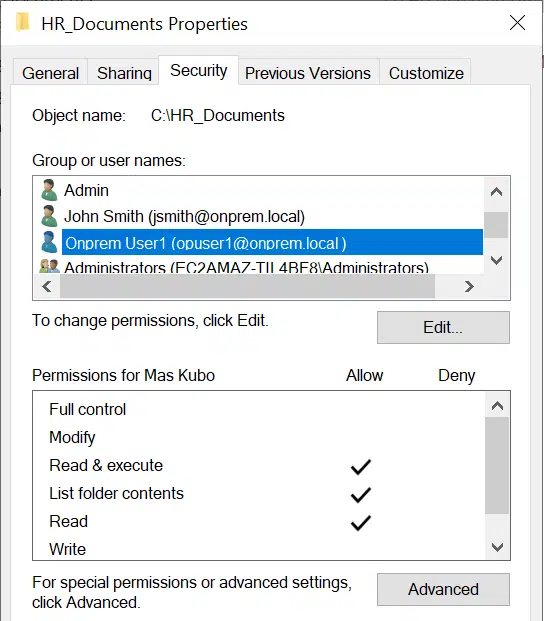 HR_Documents Properties
General Sharing Security Previous Versions Customize
Object name: C:\HR_Documents
Group or user names:
Admin
John Smith (jsmith@onprem.local)
Onprem User1 (opuser1@onprem.local )
Administrators (EC2AMAZ-TIL4BF8\Administrators)
To change permissions, click Edit.
Edit...
Permissions for Mas Kubo Allow Deny
Full control
Modify
Read & execute
List folder contents
Read
Write
For special permissions or advanced settings,
click Advanced.
Advanced